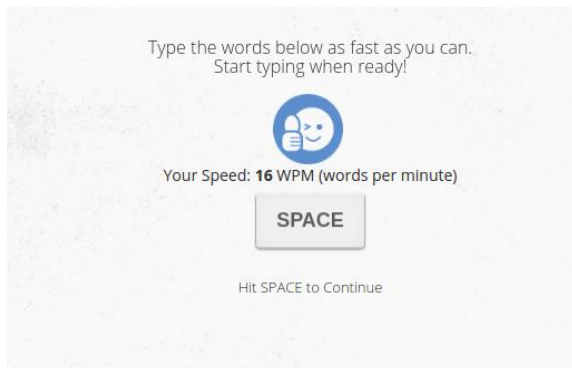 Type the words below as fast as you can.
Start typing when ready!
Your Speed: 16 WPM (words per minute)
SPACE
Hit SPACE to Continue